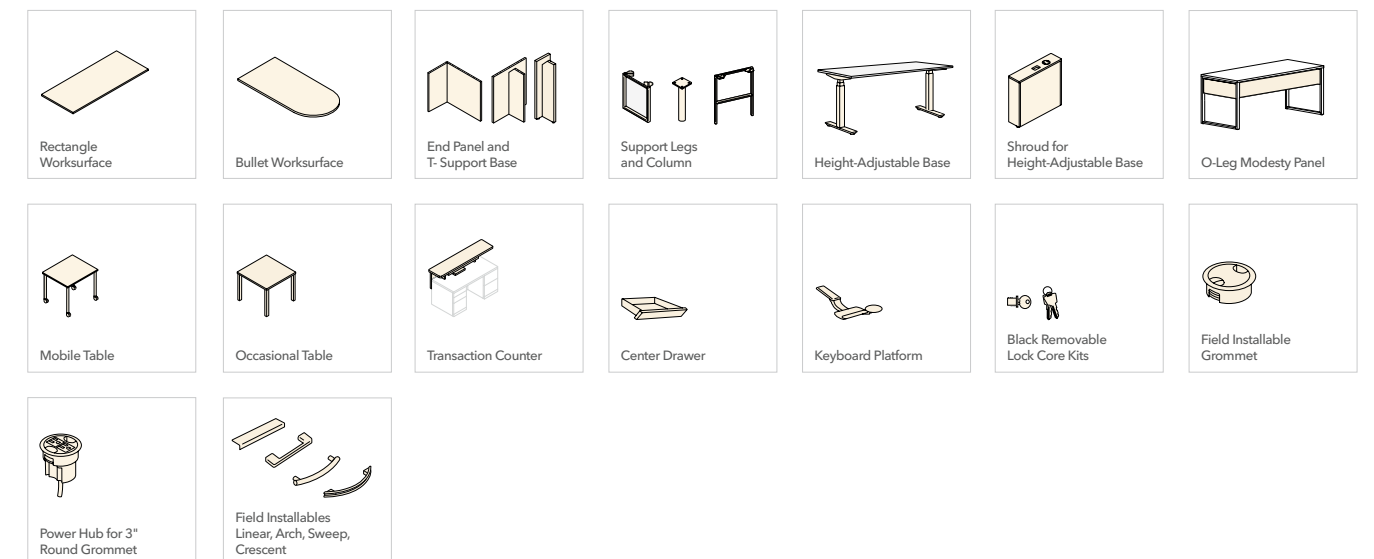 Rectangle
Worksurface
Bullet Worksurface
End Panel and
T- Support Base
Support Legs
and Column
Height-Adjustable Base
Shroud for
Height-Adjustable Base
O-Leg Modesty Panel
Mobile Table
Occasional Table
Transaction Counter
Center Drawer
Keyboard Platform
Black Removable
Lock Core Kits
Field Installable
Grommet
Power Hub for 3"
Round Grommet
Field Installables
Linear, Arch, Sweep,
Crescent